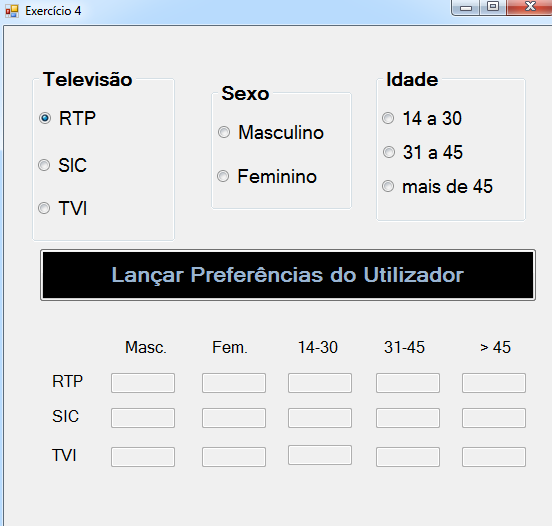 Exercício 4
Televisão
RTP
SIC
TVI
Sexo
Masculino
Feminino
Idade
14 a 30
31 a 45
mais de 45
Lançar Preferências do Utilizador
Masc. Fem. 14-30 31-45 > 45
RTP
SIC
TVI